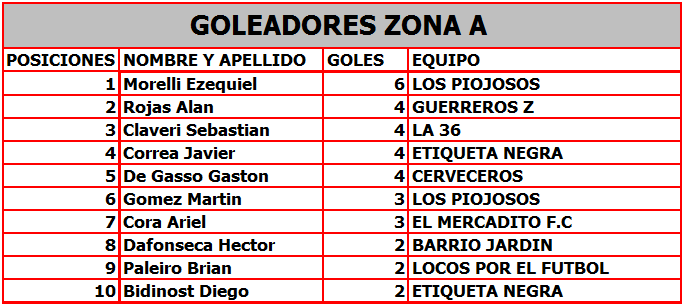 GOLEADORES ZONA A
POSICIONES NOMBRE Y APELLIDO GOLES EQUIPO
1 Morelli Ezequiel 6 LOS PIOJOSOS
2 Rojas Alan 4 GUERREROS Z
3 Claveri Sebastian 4 LA 36
4 Correa Javier 4 ETIQUETA NEGRA
5 De Gasso Gaston 4 CERVECEROS
6 Gomez Martin 3 LOS PIOJOSOS
7 Cora Ariel 3 EL MERCADITO F.C
8 Dafonseca Hector 2 BARRIO JARDIN
9 Paleiro Brian 2 LOCOS POR EL FUTBOL
10 Bidinost Diego 2 ETIQUETA NEGRA